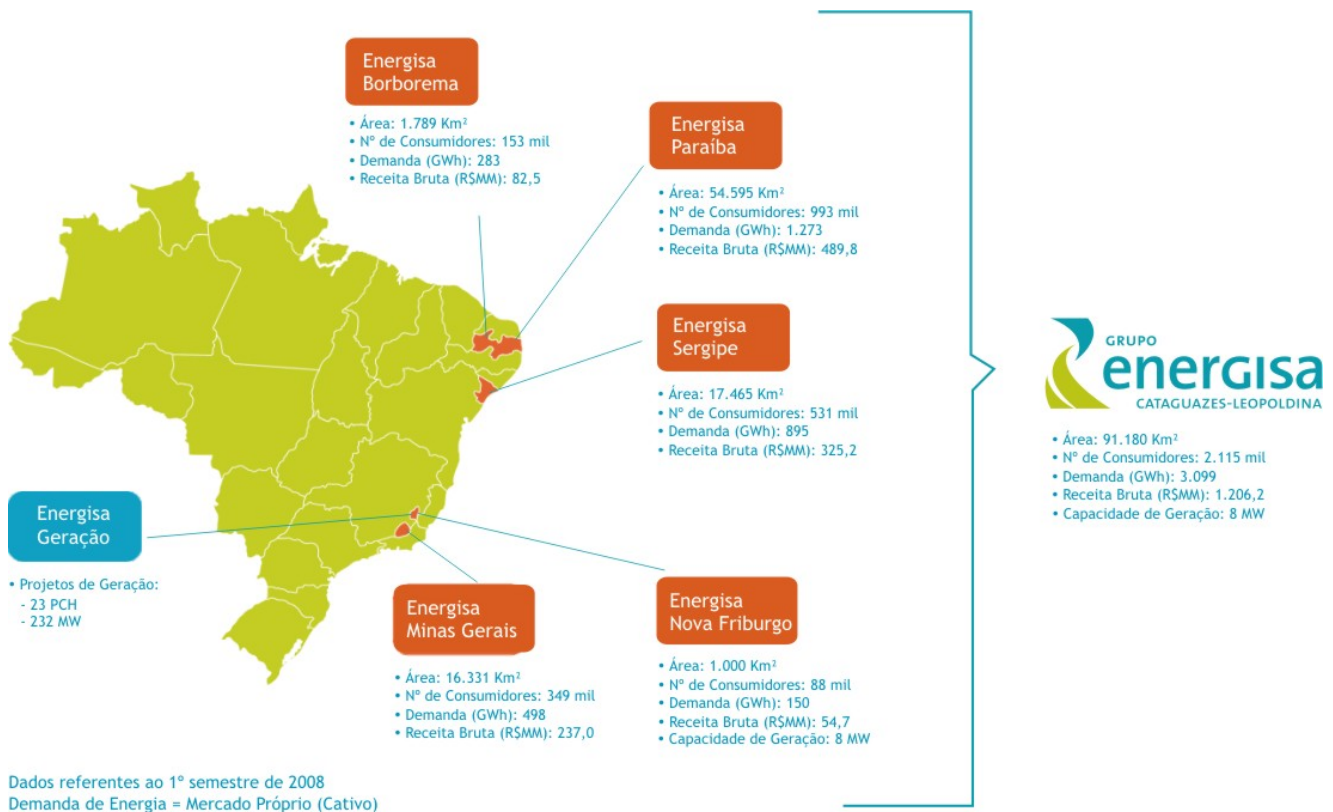 Energisa
Borborema
• Área: 1.789 Km²
• Nº de Consumidores: 153 mil
• Demanda (GWh): 283
• Receita Bruta (R$MM): 82,5
Energisa
Paraíba
• Área: 54.595 Km²
• Nº de Consumidores: 993 mil
• Demanda (GWh): 1.273
• Receita Bruta (R$MM): 489,8
Energisa
Sergipe
• Área: 17.465 Km²
• Nº de Consumidores: 531 mil
• Demanda (GWh): 895
• Receita Bruta (R$MM): 325,2
Energisa
Geração
• Projetos de Geração:
- 23 PCH
- 232 MW
Energisa
Minas Gerais
• Área: 16.331 Km²
• Nº de Consumidores: 349 mil
• Demanda (GWh): 498
• Receita Bruta (R$MM): 237,0
Energisa
Nova Friburgo
• Área: 1.000 Km²
• Nº de Consumidores: 88 mil
• Demanda (GWh): 150
• Receita Bruta (R$MM): 54,7
• Capacidade de Geração: 8 MW
GRUPO
energisa
CATAGUAZES-LEOPOLDINA
• Área: 91.180 Km²
• Nº de Consumidores: 2.115 mil
• Demanda (GWh): 3.099
• Receita Bruta (R$MM): 1.206,2
• Capacidade de Geração: 8 MW
Dados referentes ao 1º semestre de 2008
Demanda de Energia = Mercado Próprio (Cativo)